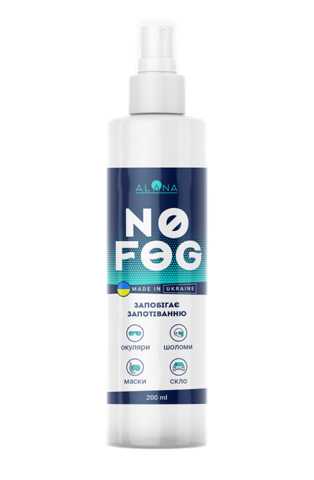 ALANA
NO
FOG
MADE IN UKRAINE
ЗАПОБІГАЄ
ЗАПОТІВАННЮ
окуляри шоломи
маски скло
200 ml